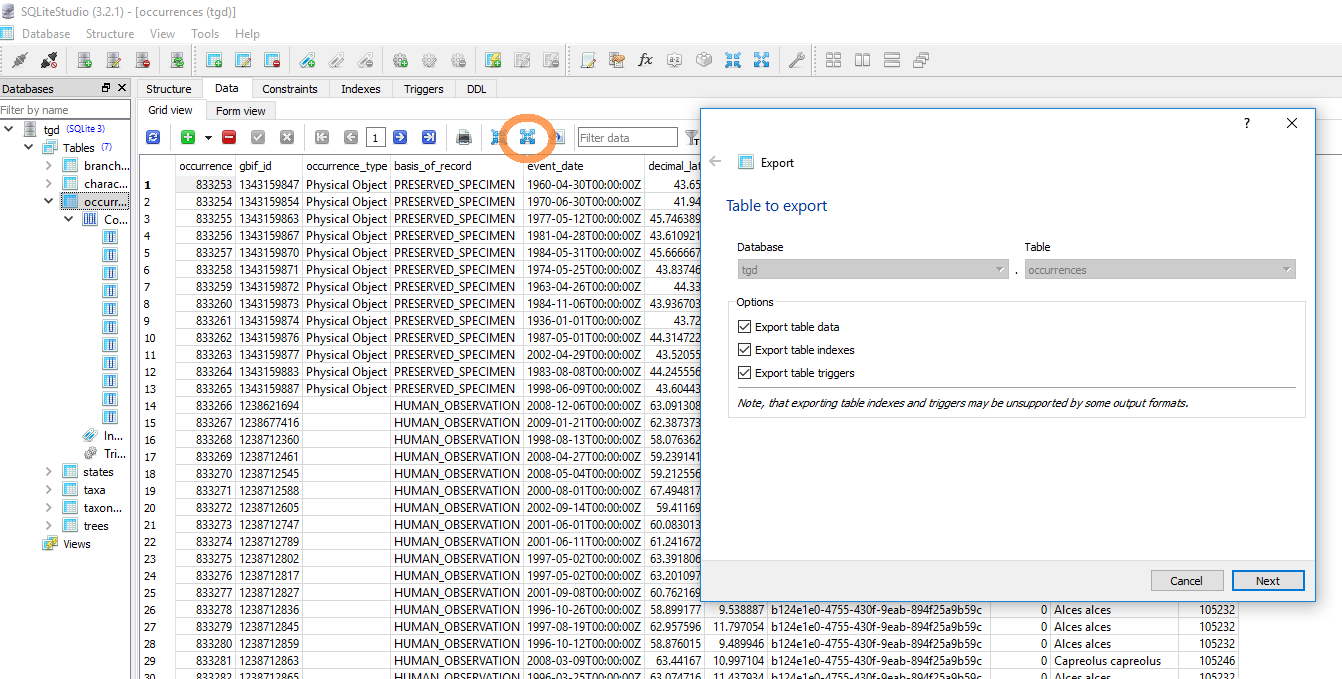 SQLiteStudio (3.2.1) - [occurrences (tgd)]
Database Structure View Tools Help
Databases
Filter by name
tgd (SQLite 3)
Tables (7)
branch...
charac...
occurr...
Co...
In...
Tri...
states
taxa
taxon...
trees
Views
Structure Data Constraints Indexes Triggers DDL
Grid view Form view
1 Filter data
occurrence gbif_id occurrence_type basis_of_record event_date decimal_lat
1 833253 1343159847 Physical Object PRESERVED_SPECIMEN 1960-04-30T00:00:00Z 43.65
2 833254 1343159854 Physical Object PRESERVED_SPECIMEN 1970-06-30T00:00:00Z 41.94
3 833255 1343159863 Physical Object PRESERVED_SPECIMEN 1977-05-12T00:00:00Z 45.746389
4 833256 1343159867 Physical Object PRESERVED_SPECIMEN 1981-04-28T00:00:00Z 43.610921
5 833257 1343159870 Physical Object PRESERVED_SPECIMEN 1984-05-31T00:00:00Z 45.666667
6 833258 1343159871 Physical Object PRESERVED_SPECIMEN 1974-05-25T00:00:00Z 43.83746
7 833259 1343159872 Physical Object PRESERVED_SPECIMEN 1963-04-26T00:00:00Z 44.33
8 833260 1343159873 Physical Object PRESERVED_SPECIMEN 1984-11-06T00:00:00Z 43.936703
9 833261 1343159874 Physical Object PRESERVED_SPECIMEN 1936-01-01T00:00:00Z 43.72
10 833262 1343159876 Physical Object PRESERVED_SPECIMEN 1987-05-01T00:00:00Z 44.314722
11 833263 1343159877 Physical Object PRESERVED_SPECIMEN 2002-04-29T00:00:00Z 43.52055
12 833264 1343159883 Physical Object PRESERVED_SPECIMEN 1983-08-08T00:00:00Z 44.245556
13 833265 1343159887 Physical Object PRESERVED_SPECIMEN 1998-06-09T00:00:00Z 43.60443
14 833266 1238621694 HUMAN_OBSERVATION 2008-12-06T00:00:00Z 63.091308
15 833267 1238677416 HUMAN_OBSERVATION 2009-01-21T00:00:00Z 62.387373
16 833268 1238712360 HUMAN_OBSERVATION 1998-08-13T00:00:00Z 58.076362
17 833269 1238712461 HUMAN_OBSERVATION 2008-04-27T00:00:00Z 59.239141
18 833270 1238712545 HUMAN_OBSERVATION 2008-05-04T00:00:00Z 59.212556
19 833271 1238712588 HUMAN_OBSERVATION 2000-08-01T00:00:00Z 67.494817
20 833272 1238712605 HUMAN_OBSERVATION 2002-09-14T00:00:00Z 59.41169
21 833273 1238712747 HUMAN_OBSERVATION 2001-06-01T00:00:00Z 60.083013
22 833274 1238712789 HUMAN_OBSERVATION 2001-06-11T00:00:00Z 61.241672
23 833275 1238712802 HUMAN_OBSERVATION 1997-05-02T00:00:00Z 63.391806
24 833276 1238712817 HUMAN_OBSERVATION 1997-05-02T00:00:00Z 63.201097
25 833277 1238712827 HUMAN_OBSERVATION 2001-09-08T00:00:00Z 60.762169
26 833278 1238712836 HUMAN_OBSERVATION 1996-10-26T00:00:00Z 58.899177 9.538887 b124e1e0-4755-430f-9eab-894f25a9b59c 0 Alces alces 105232
27 833279 1238712845 HUMAN_OBSERVATION 1997-08-19T00:00:00Z 62.957596 11.797054 b124e1e0-4755-430f-9eab-894f25a9b59c 0 Alces alces 105232
28 833280 1238712859 HUMAN_OBSERVATION 1996-10-12T00:00:00Z 58.876015 9.489946 b124e1e0-4755-430f-9eab-894f25a9b59c 0 Alces alces 105232
29 833281 1238712863 HUMAN_OBSERVATION 2008-03-09T00:00:00Z 63.44167 10.997104 b124e1e0-4755-430f-9eab-894f25a9b59c 0 Capreolus capreolus 105246
30 833282 1238712865 HUMAN_OBSERVATION 1996-03-25T00:00:00Z 63.074716 11.437934 b124e1e0-4755-430f-9eab-894f25a9b59c 0 Alces alces 105232
?
Export
Table to export
Database Table
tgd . occurrences
Options
Export table data
Export table indexes
Export table triggers
Note, that exporting table indexes and triggers may be unsupported by some output formats.
Cancel Next